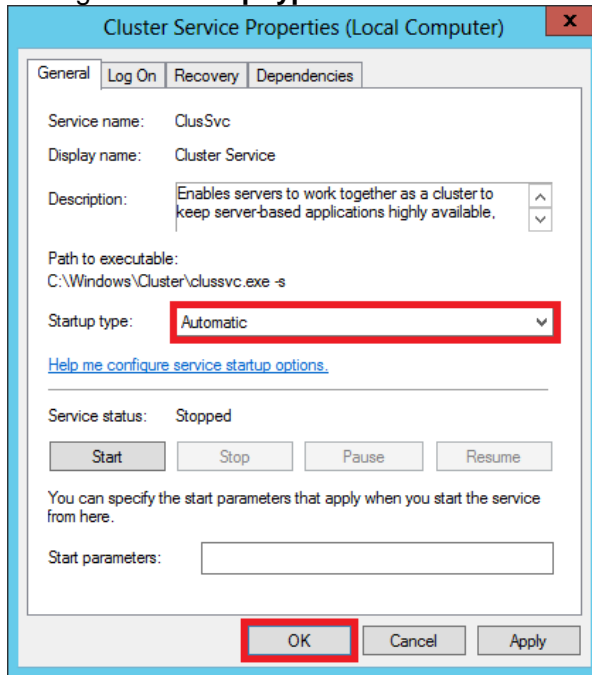 Cluster Service Properties (Local Computer)
x
General Log On Recovery Dependencies
Service name: ClusSvc
Display name: Cluster Service
Description: Enables servers to work together as a cluster to
keep server-based applications highly available,
Path to executable:
C:\Windows\Cluster\clussvc.exe -s
Startup type: Automatic
Help me configure service startup options.
Service status: Stopped
Start Stop Pause Resume
You can specify the start parameters that apply when you start the service
from here.
Start parameters:
OK Cancel Apply